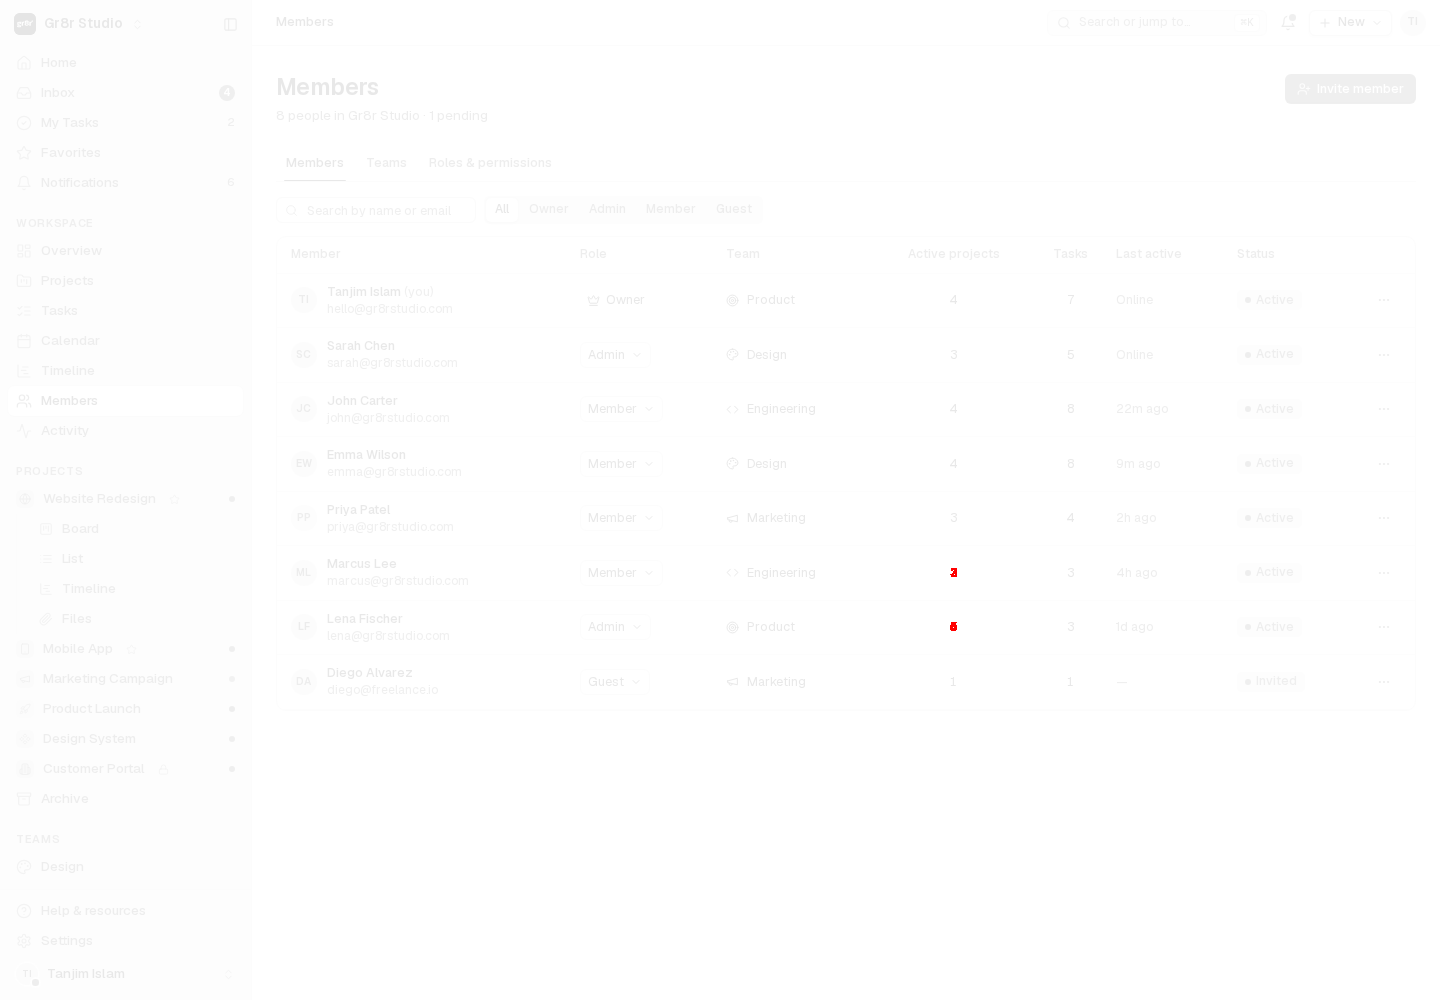 gr8r Gr8r Studio
Members
Search or jump to...
⌘K
New
TI
Home
Inbox 4
My Tasks 2
Favorites
Notifications 6
WORKSPACE
Overview
Projects
Tasks
Calendar
Timeline
Members
Activity
PROJECTS
Website Redesign
Board
List
Timeline
Files
Mobile App
Marketing Campaign
Product Launch
Design System
Customer Portal
Archive
TEAMS
Design
Help & resources
Settings
TI Tanjim Islam
Members
Invite member
8 people in Gr8r Studio · 1 pending
Members Teams Roles & permissions
Search by name or email All Owner Admin Member Guest
Member Role Team Active projects Tasks Last active Status
TI Tanjim Islam (you) Owner Product 4 7 Online Active
hello@gr8rstudio.com
SC Sarah Chen Admin Design 3 5 Online Active
sarah@gr8rstudio.com
JC John Carter Member Engineering 4 8 22m ago Active
john@gr8rstudio.com
EW Emma Wilson Member Design 4 8 9m ago Active
emma@gr8rstudio.com
PP Priya Patel Member Marketing 3 4 2h ago Active
priya@gr8rstudio.com
ML Marcus Lee Member Engineering 3 4h ago Active
marcus@gr8rstudio.com
LF Lena Fischer Admin Product 3 1d ago Active
lena@gr8rstudio.com
DA Diego Alvarez Guest Marketing 1 1 — Invited
diego@freelance.io